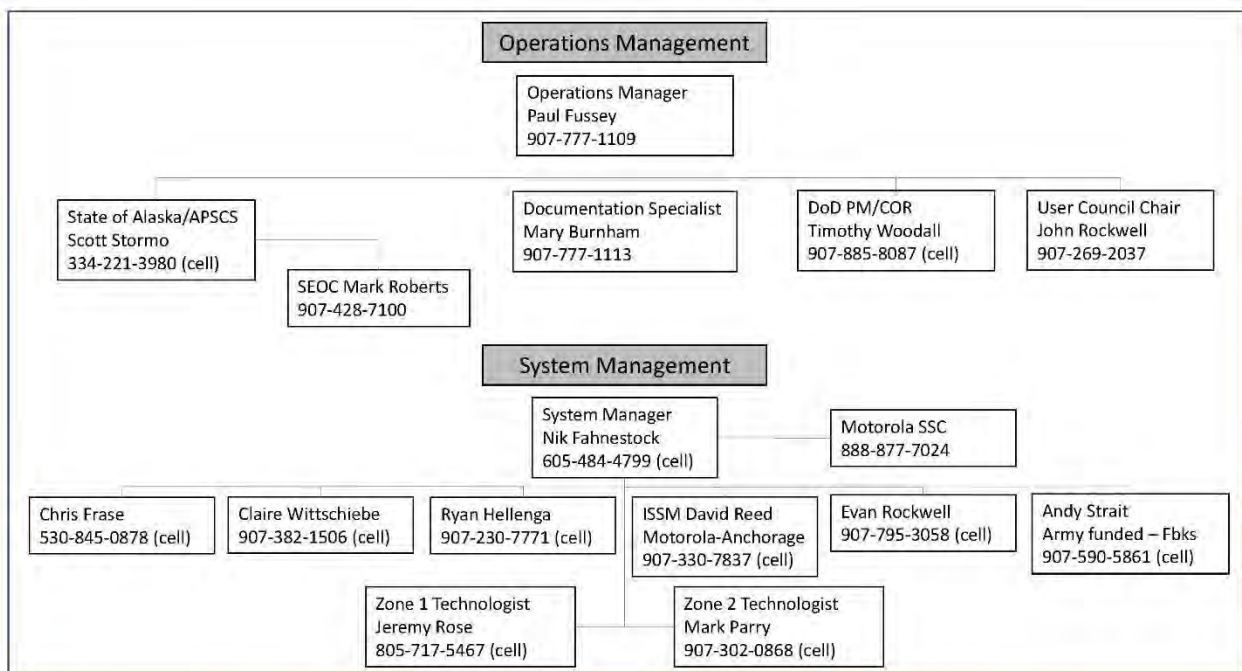 Operations Management
Operations Manager
Paul Fussey
907-777-1109
State of Alaska/APSCS
Scott Stormo
334-221-3980 (cell)
SEOC Mark Roberts
907-428-7100
Documentation Specialist
Mary Burnham
907-777-1113
DoD PM/COR
Timothy Woodall
907-885-8087 (cell)
User Council Chair
John Rockwell
907-269-2037
System Management
System Manager
Nik Fahnestock
605-484-4799 (cell)
Motorola SSC
888-877-7024
Chris Frase
530-845-0878 (cell)
Claire Wittschiebe
907-382-1506 (cell)
Ryan Hellenga
907-230-7771 (cell)
ISSM David Reed
Motorola-Anchorage
907-330-7837 (cell)
Evan Rockwell
907-795-3058 (cell)
Andy Strait
Army funded – Fbks
907-590-5861 (cell)
Zone 1 Technologist
Jeremy Rose
805-717-5467 (cell)
Zone 2 Technologist
Mark Parry
907-302-0868 (cell)